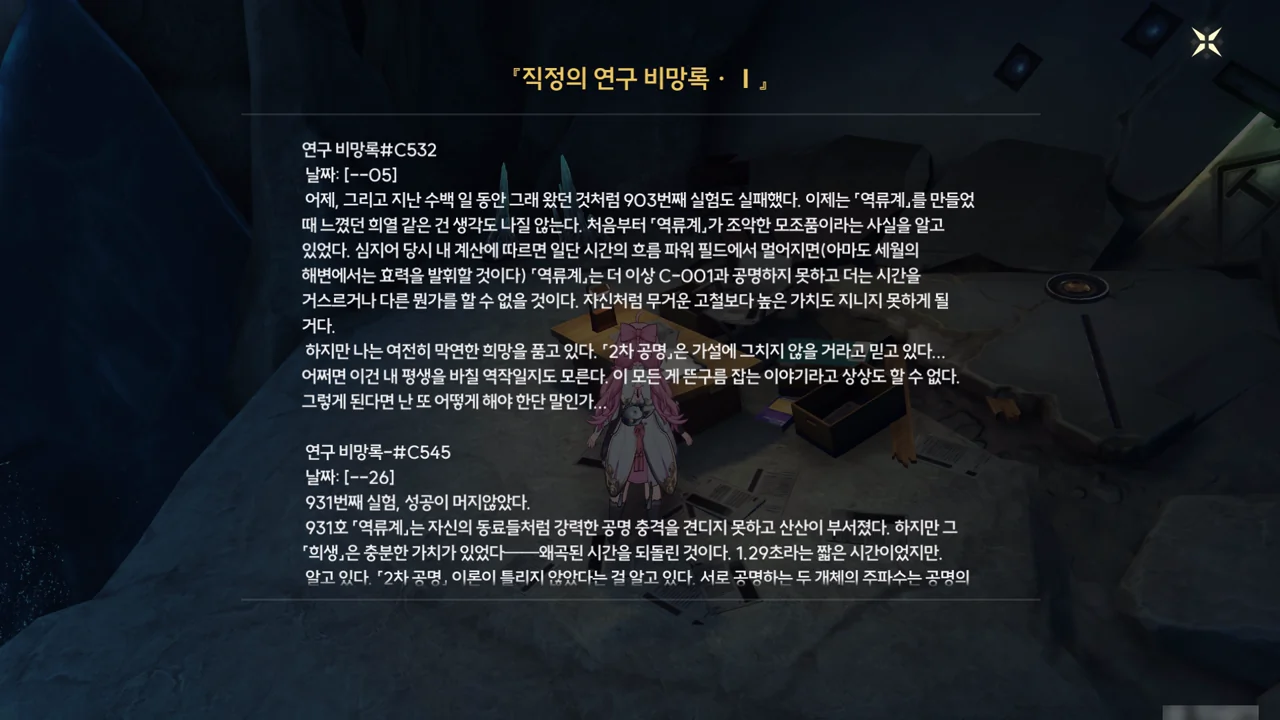 『직정의 연구 비망록 · Ⅰ』
연구 비망록#C532
날짜: [--05]
어제, 그리고 지난 수백 일 동안 그래 왔던 것처럼 903번째 실험도 실패했다. 이제는 「역류계」를 만들었
때 느꼈던 희열 같은 건 생각도 나질 않는다. 처음부터 「역류계」가 조악한 모조품이라는 사실을 알고
있었다. 심지어 당시 내 계산에 따르면 일단 시간의 흐름 파워 필드에서 멀어지면(아마도 세월의
해변에서는 효력을 발휘할 것이다) 「역류계」는 더 이상 C-001과 공명하지 못하고 더는 시간을
거스르거나 다른 뭔가를 할 수 없을 것이다. 자신처럼 무거운 고철보다 높은 가치도 지니지 못하게 될
거다.
하지만 나는 여전히 막연한 희망을 품고 있다. 「2차 공명」은 가설에 그치지 않을 거라고 믿고 있다...
어쩌면 이건 내 평생을 바칠 역작일지도 모른다. 이 모든 게 뜬구름 잡는 이야기라고 상상도 할 수 없다.
그렇게 된다면 난 또 어떻게 해야 한단 말인가...
연구 비망록-#C545
날짜: [--26]
931번째 실험, 성공이 머지않았다.
931호 「역류계」는 자신의 동료들처럼 강력한 공명 충격을 견디지 못하고 산산이 부서졌다. 하지만 그
「희생」은 충분한 가치가 있었다——왜곡된 시간을 되돌린 것이다. 1.29초라는 짧은 시간이었지만.
알고 있다. 「2차 공명」 이론이 틀리지 않았다는 걸 알고 있다. 서로 공명하는 두 개체의 주파수는 공명의